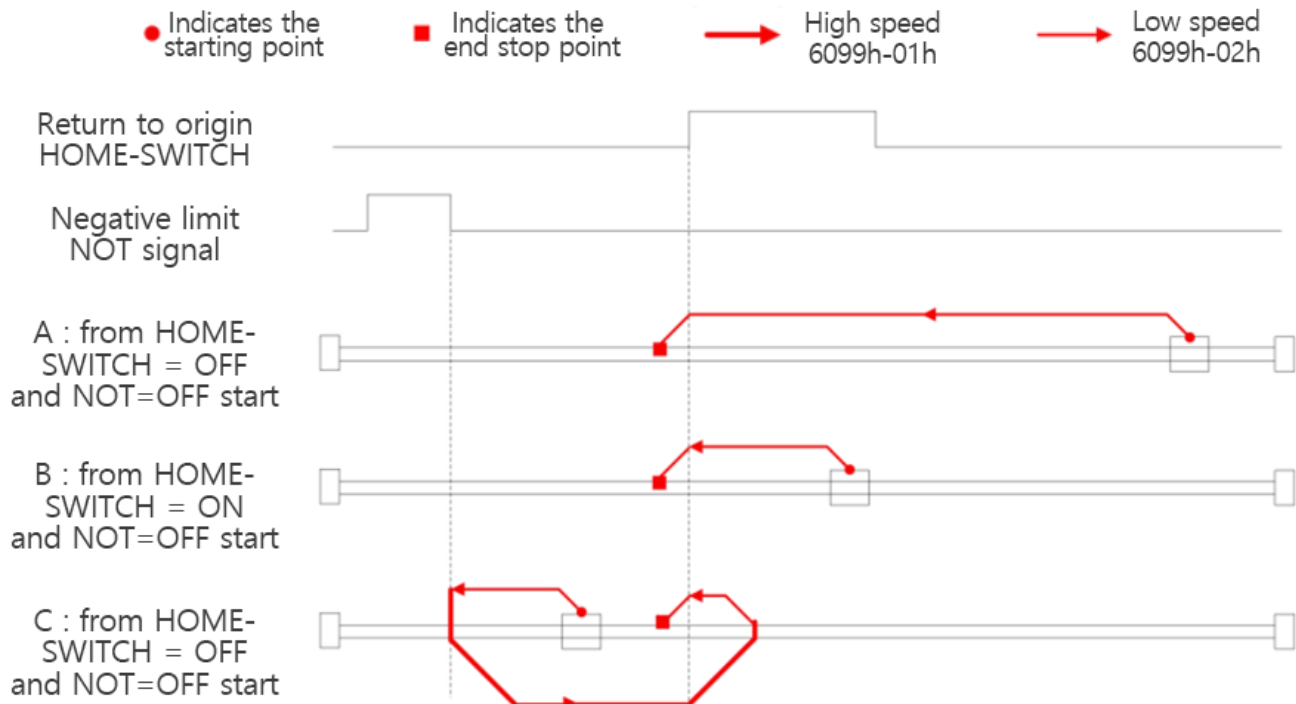 Indicates the
starting point
Indicates the
end stop point
High speed
6099h-01h
Low speed
6099h-02h
Return to origin
HOME-SWITCH
Negative limit
NOT signal
A : from HOME-
SWITCH = OFF
and NOT=OFF start
B : from HOME-
SWITCH = ON
and NOT=OFF start
C : from HOME-
SWITCH = OFF
and NOT=OFF start